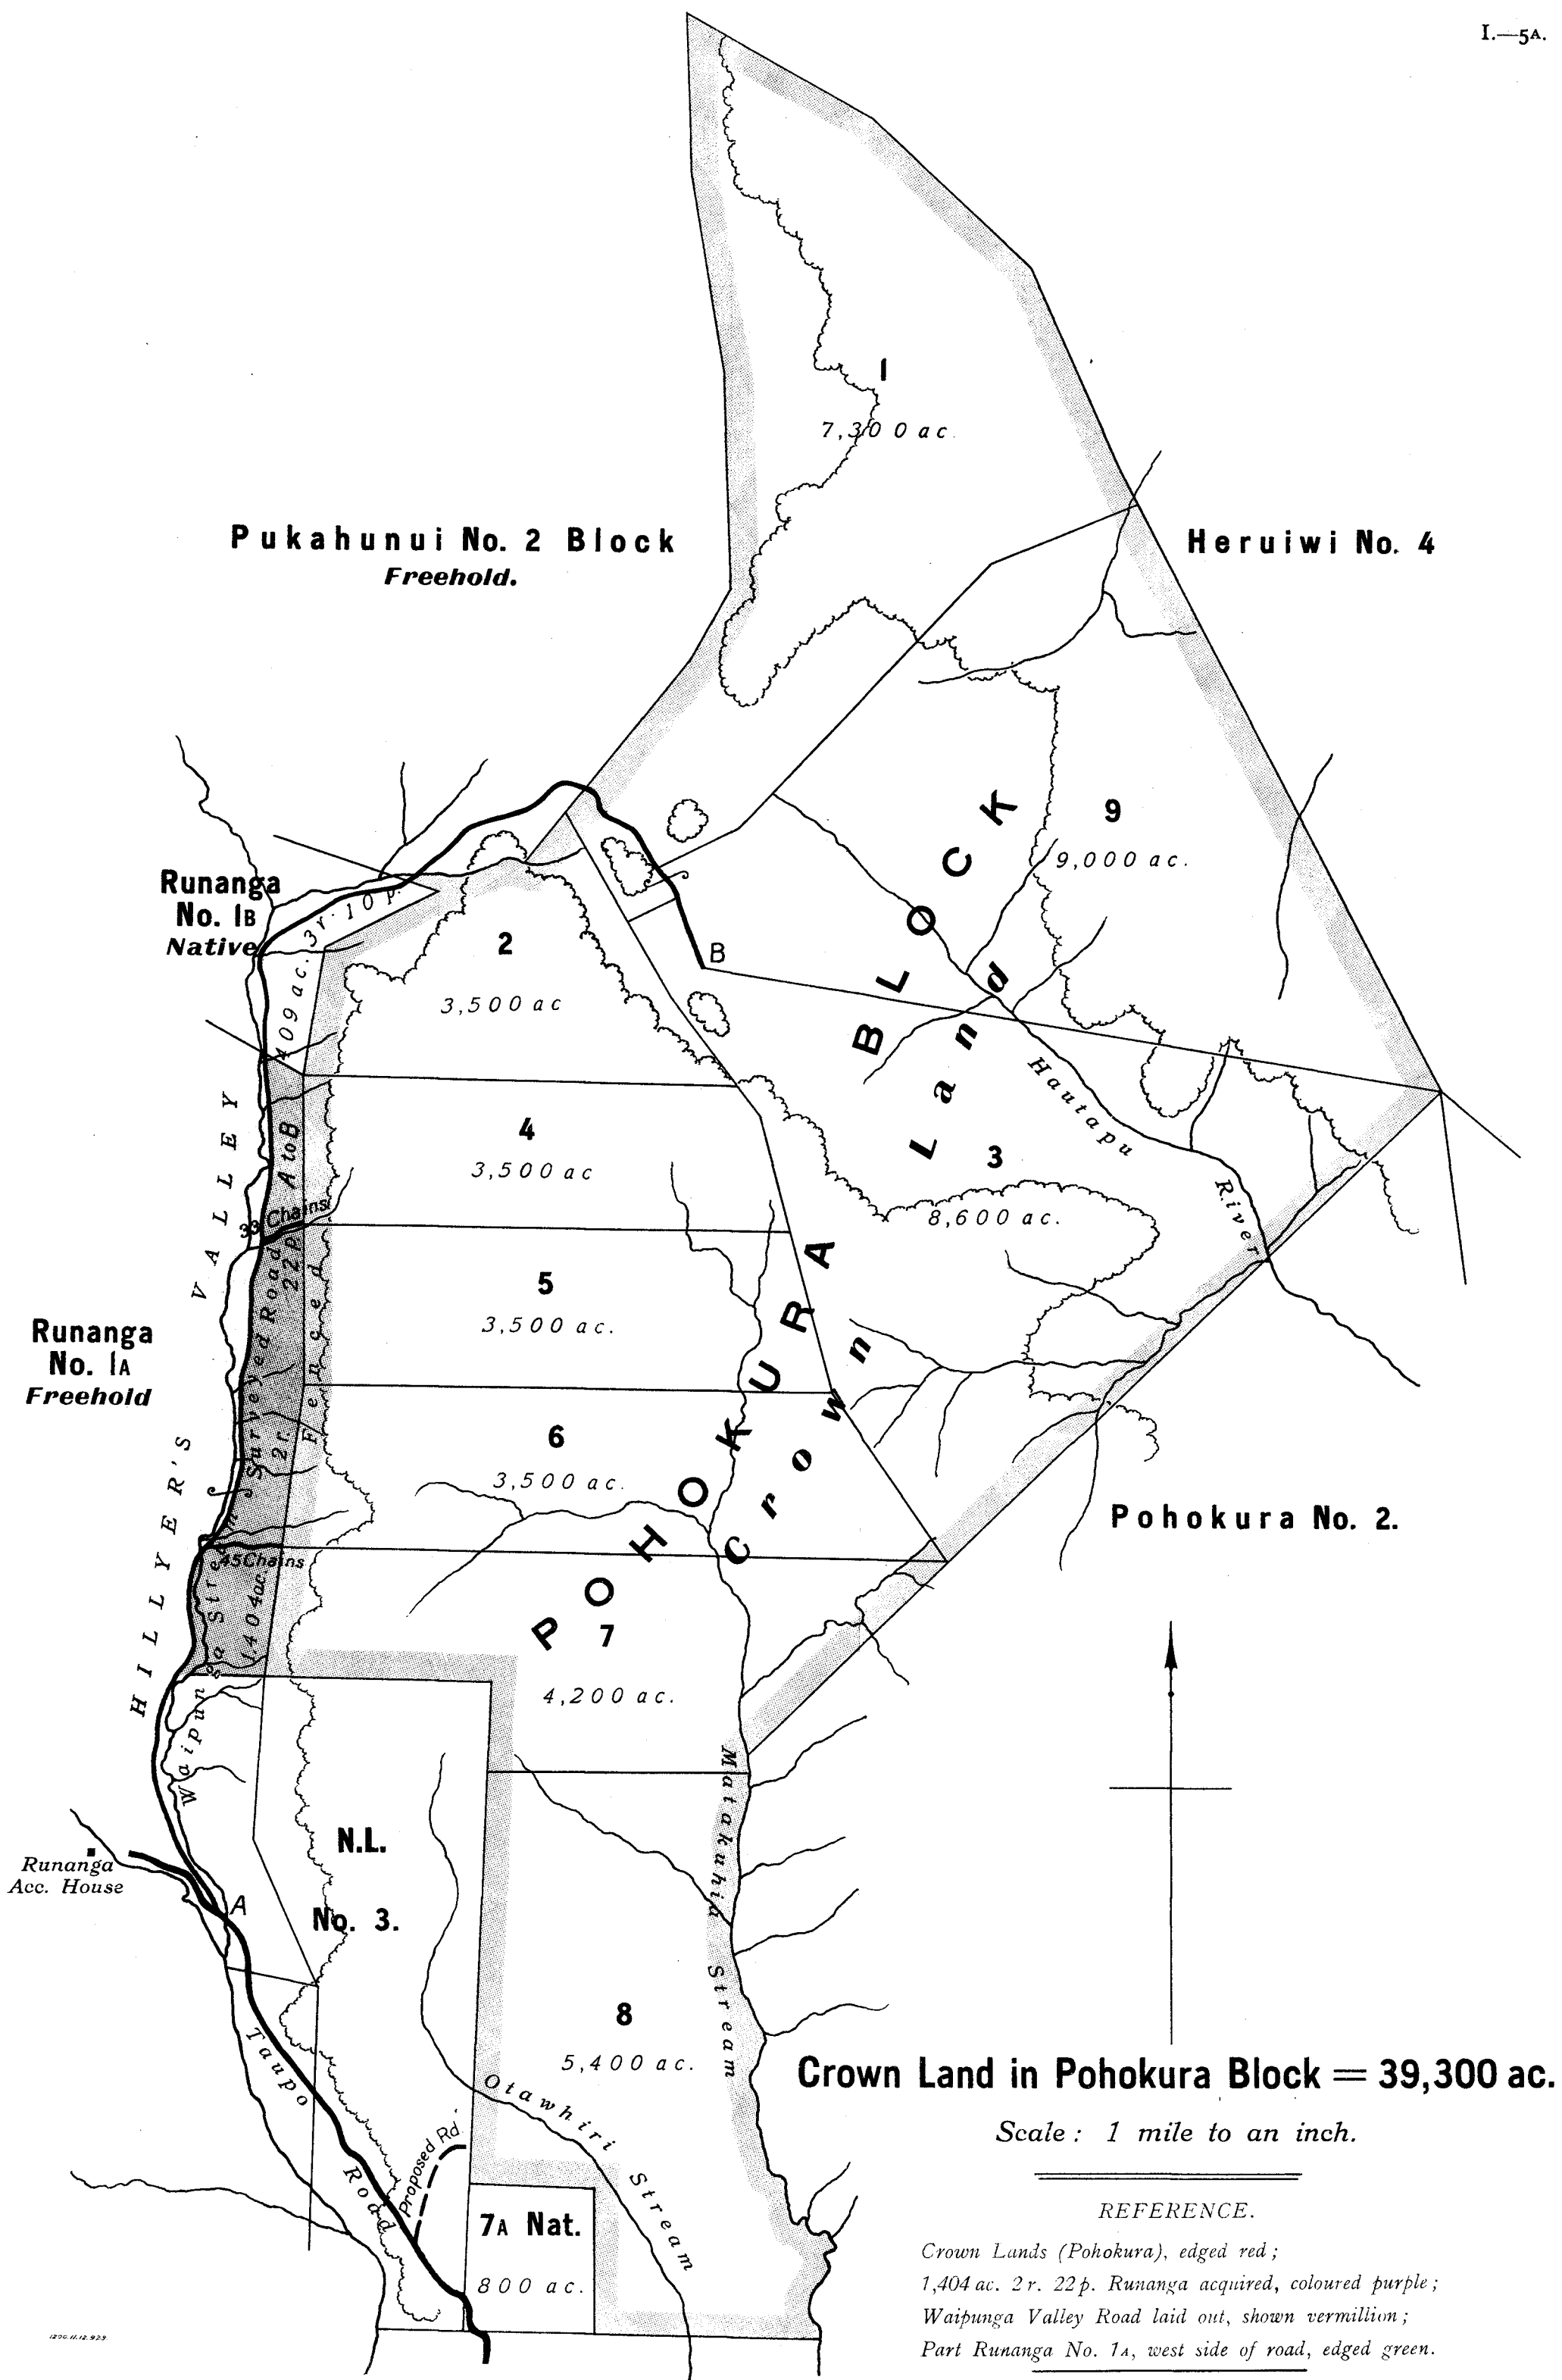 I.—5A.
1
7,300 ac.
Pukahunui No. 2 Block
Freehold.
Heruiwi No. 4
9
9,000 ac.
Runanga
No. 1B
Native
409 ac. 3r. 10p.
2
3,500 ac
B
POHOKURA BLOCK
Crown Land
Hautapu River
4
3,500 ac
3
8,600 ac.
HILLYER'S VALLEY
Surveyed Road A to B
33 Chains
Fenced
5
3,500 ac.
Runanga
No. 1A
Freehold
6
3,500 ac.
Pohokura No. 2.
45 Chains
1,404 ac. 2r. 22p.
Waipunga Stream
7
4,200 ac.
Matakuhia Stream
N.L.
No. 3.
Runanga
Acc. House
A
Taupo Road
8
5,400 ac.
Otawhiri Stream
Proposed Rd.
7A Nat.
800 ac.
Crown Land in Pohokura Block = 39,300 ac.
Scale: 1 mile to an inch.
REFERENCE.
Crown Lands (Pohokura), edged red;
1,404 ac. 2 r. 22 p. Runanga acquired, coloured purple;
Waipunga Valley Road laid out, shown vermillion;
Part Runanga No. 1A, west side of road, edged green.